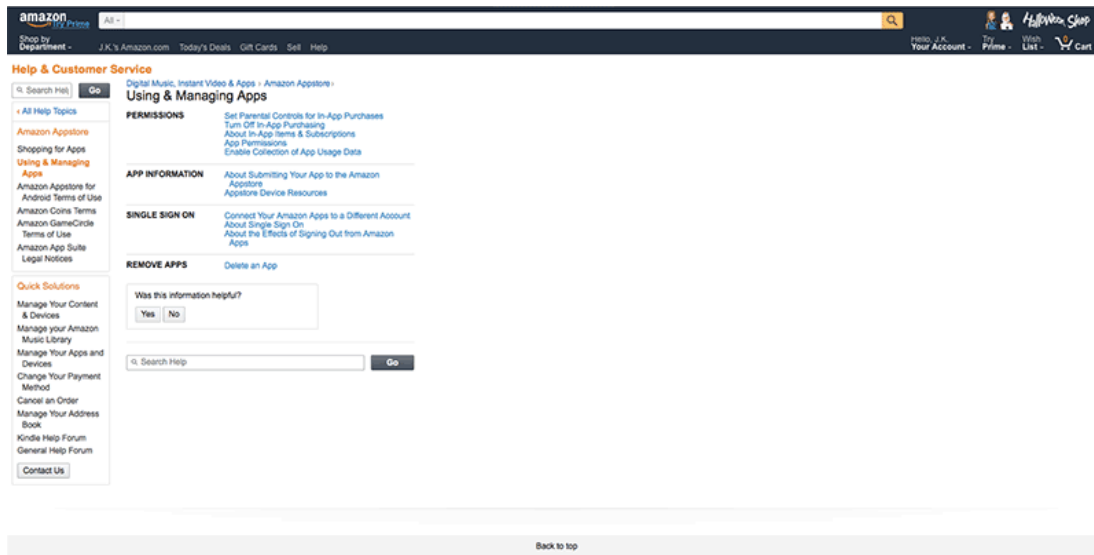 amazon
Try Prime
All
Halloween Shop
Shop by
Department
J.K.'s Amazon.com Today's Deals Gift Cards Sell Help
Hello, J.K.
Your Account
Try
Prime
Wish
List
0
Cart
Help & Customer Service
Search Help
Go
‹ All Help Topics
Amazon Appstore
Shopping for Apps
Using & Managing
Apps
Amazon Appstore for
Android Terms of Use
Amazon Coins Terms
Amazon GameCircle
Terms of Use
Amazon App Suite
Legal Notices
Quick Solutions
Manage Your Content
& Devices
Manage your Amazon
Music Library
Manage Your Apps and
Devices
Change Your Payment
Method
Cancel an Order
Manage Your Address
Book
Kindle Help Forum
General Help Forum
Contact Us
Digital Music, Instant Video & Apps › Amazon Appstore ›
Using & Managing Apps
PERMISSIONS
Set Parental Controls for In-App Purchases
Turn Off In-App Purchasing
About In-App Items & Subscriptions
App Permissions
Enable Collection of App Usage Data
APP INFORMATION
About Submitting Your App to the Amazon
Appstore
Appstore Device Resources
SINGLE SIGN ON
Connect Your Amazon Apps to a Different Account
About Single Sign On
About the Effects of Signing Out from Amazon
Apps
REMOVE APPS
Delete an App
Was this information helpful?
Yes No
Search Help
Go
Back to top